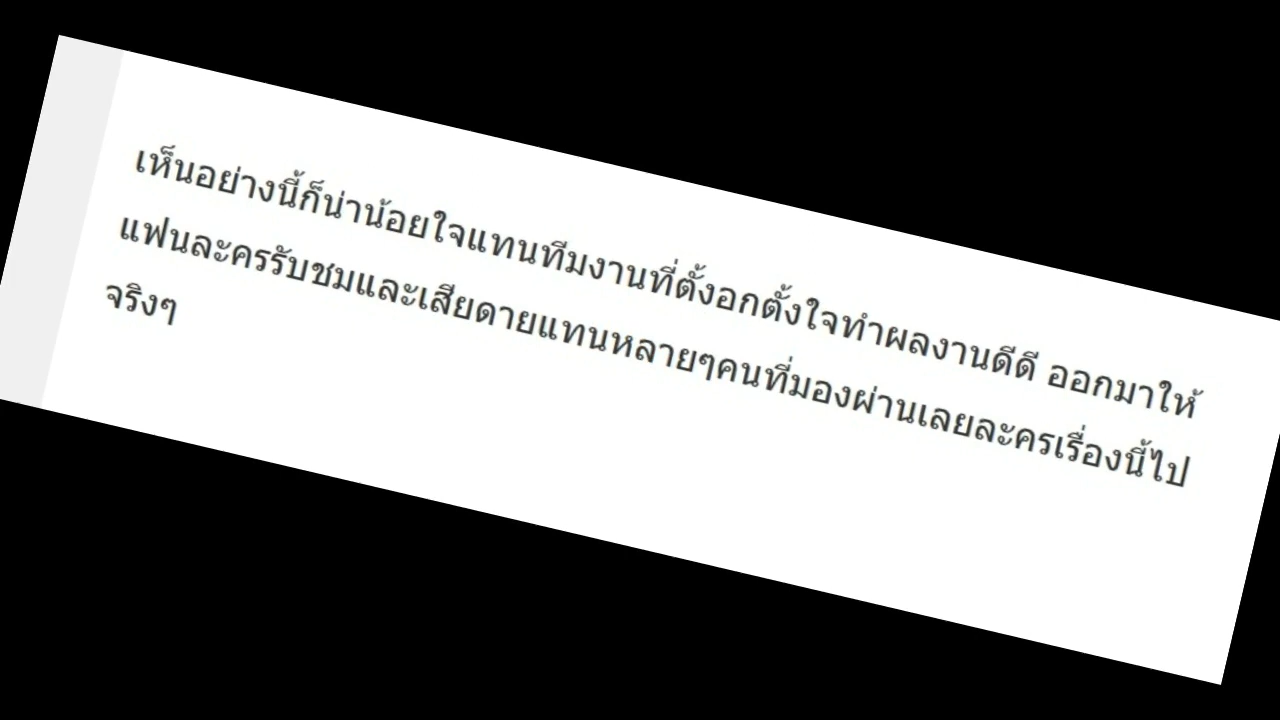 เห็นอย่างนี้ก็น่าน้อยใจแทนทีมงานที่ตั้งอกตั้งใจทำผลงานดีดี ออกมาให้
แฟนละครรับชมและเสียดายแทนหลายๆคนที่มองผ่านเลยละครเรื่องนี้ไป
จริงๆ